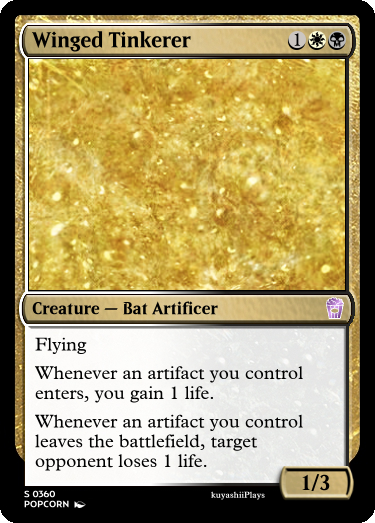 Winged Tinkerer 1
Creature — Bat Artificer
Flying
Whenever an artifact you control
enters, you gain 1 life.
Whenever an artifact you control
leaves the battlefield, target
opponent loses 1 life.
1/3
S 0360
POPCORN
kuyashiiPlays